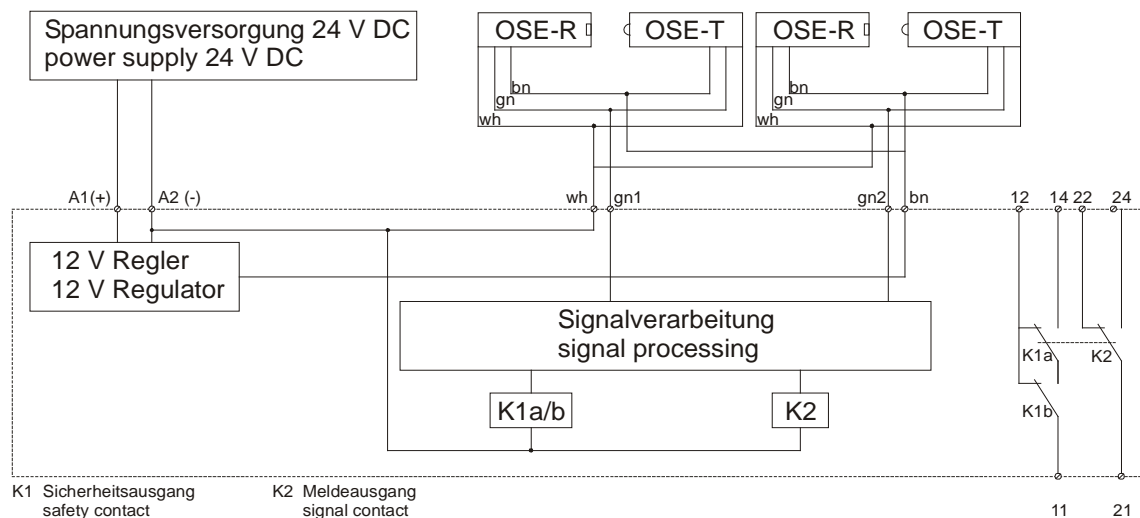 Spannungsversorgung 24 V DC
power supply 24 V DC
OSE-R
OSE-T
OSE-R
OSE-T
bn
gn
wh
bn
gn
wh
A1(+)
A2 (-)
wh
gn1
gn2
bn
12
14
22
24
12 V Regler
12 V Regulator
Signalverarbeitung
signal processing
K1a
K2
K1b
K1a/b
K2
K1 Sicherheitsausgang
safety contact
K2 Meldeausgang
signal contact
11
21